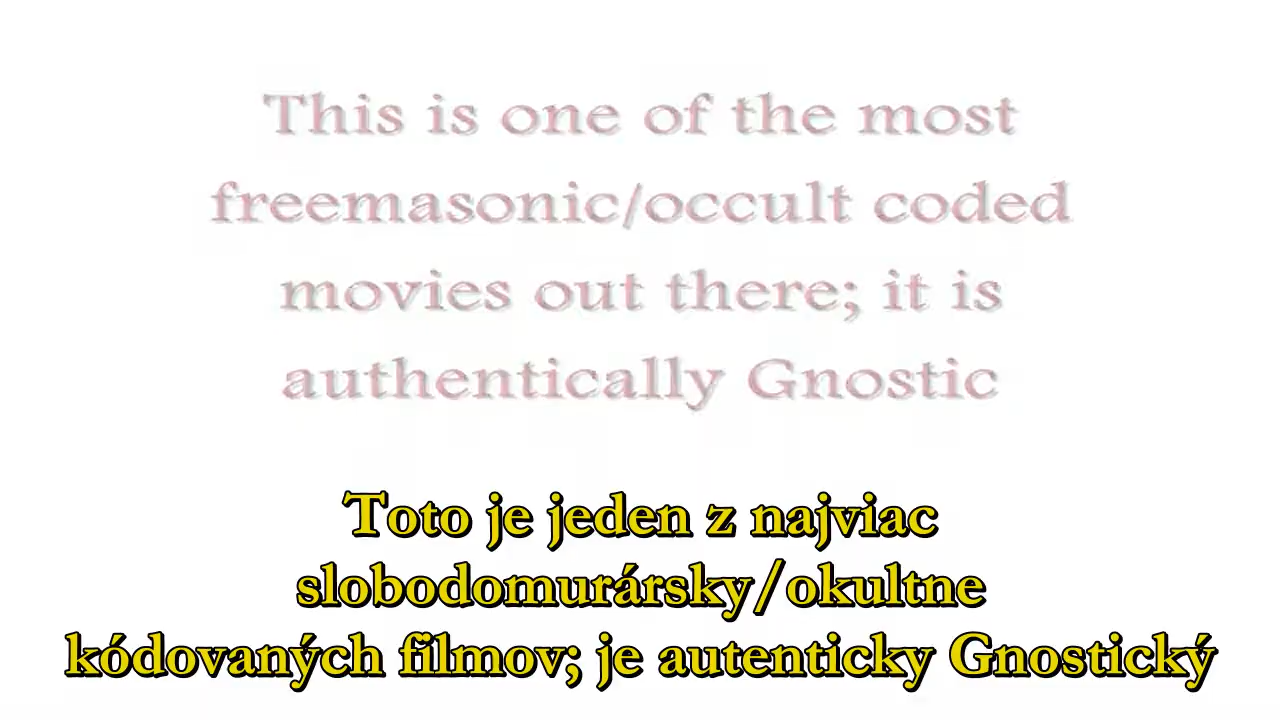 This is one of the most
freemasonic/occult coded
movies out there; it is
authentically Gnostic
Toto je jeden z najviac
slobodomurársky/okultne
kódovaných filmov; je autenticky Gnostický